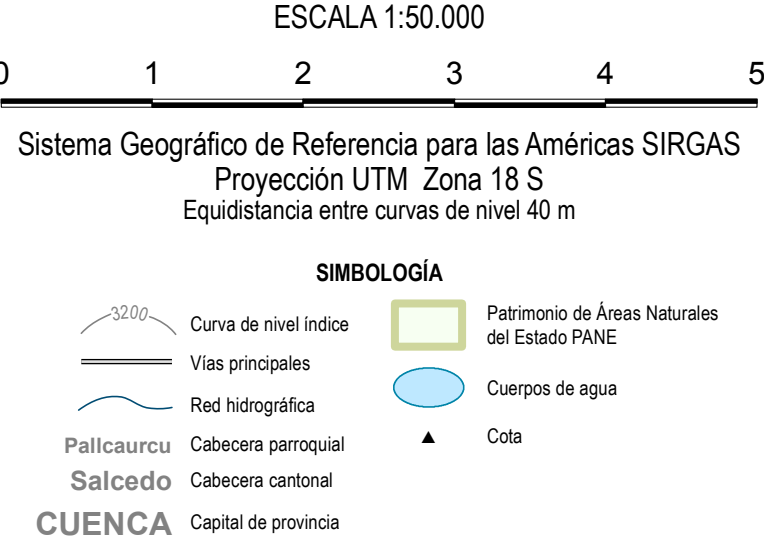 ESCALA 1:50.000
0 1 2 3 4 5
Sistema Geográfico de Referencia para las Américas SIRGAS
Proyección UTM Zona 18 S
Equidistancia entre curvas de nivel 40 m
SIMBOLOGÍA
3200 Curva de nivel índice
Vías principales
Red hidrográfica
Pallcaurcu Cabecera parroquial
Salcedo Cabecera cantonal
CUENCA Capital de provincia
Patrimonio de Áreas Naturales
del Estado PANE
Cuerpos de agua
Cota